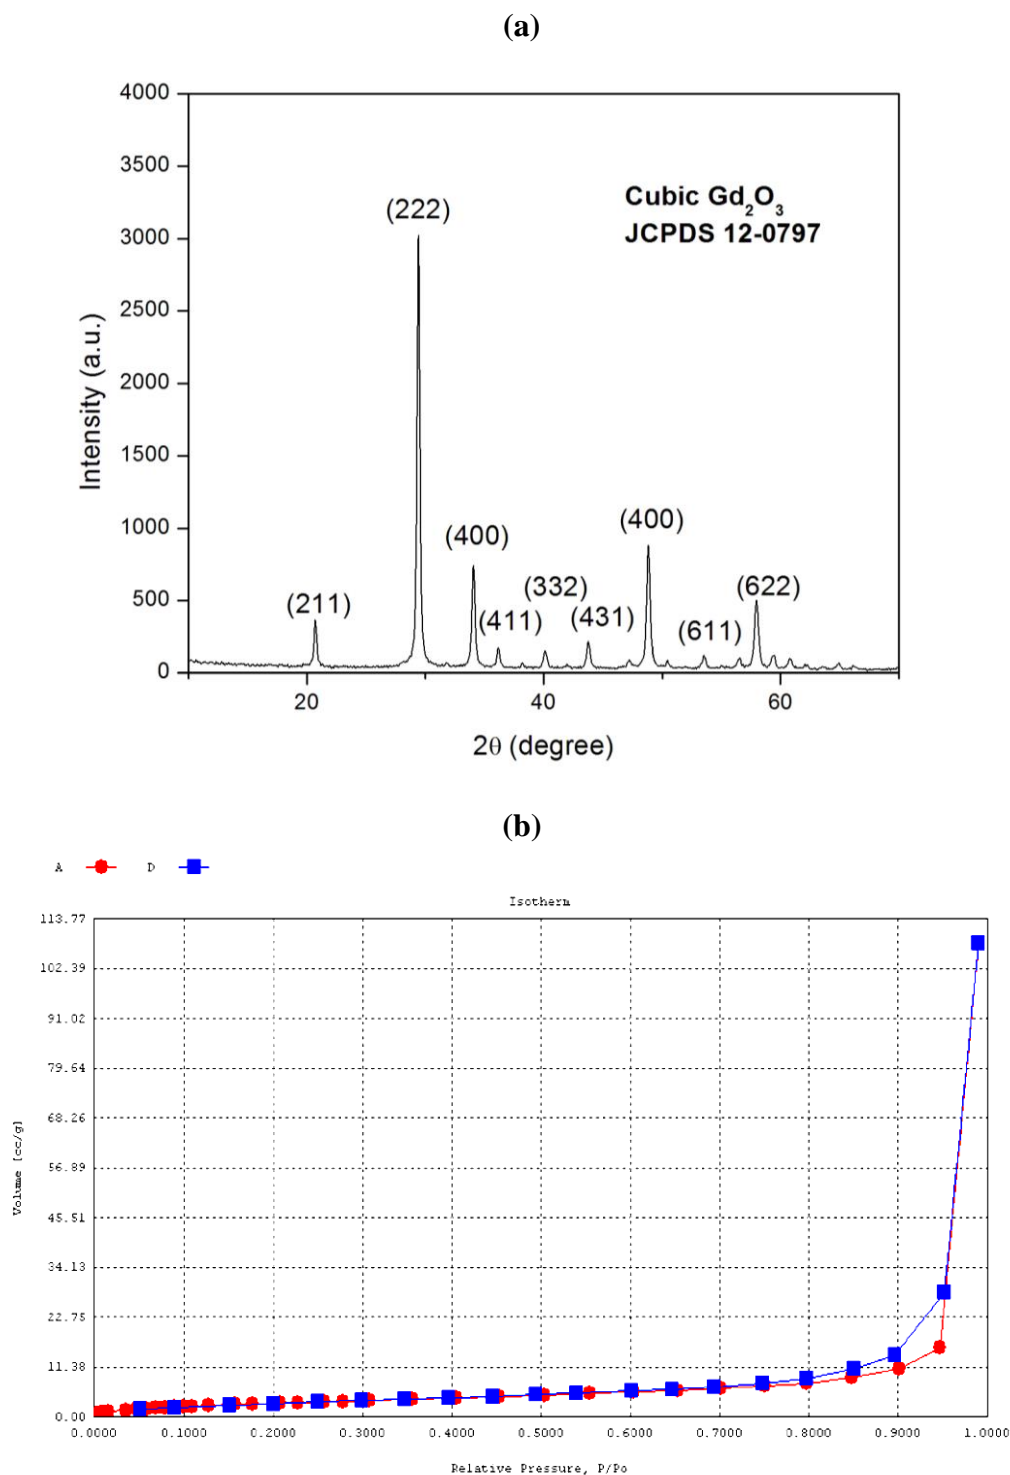 (a)
4000
3500
3000
2500
2000
1500
1000
500
0
Intensity (a.u.)
(222)
Cubic Gd₂O₃
JCPDS 12-0797
(400)
(400)
(332)
(622)
(211)
(411)
(431)
(611)
20
40
60
2θ (degree)
(b)
A
D
Isotherm
113.77
102.39
91.02
79.64
68.26
56.89
45.51
34.13
22.75
11.38
0.00
Volume [cc/g]
0.0000 0.1000 0.2000 0.3000 0.4000 0.5000 0.6000 0.7000 0.8000 0.9000 1.0000
Relative Pressure, P/Po